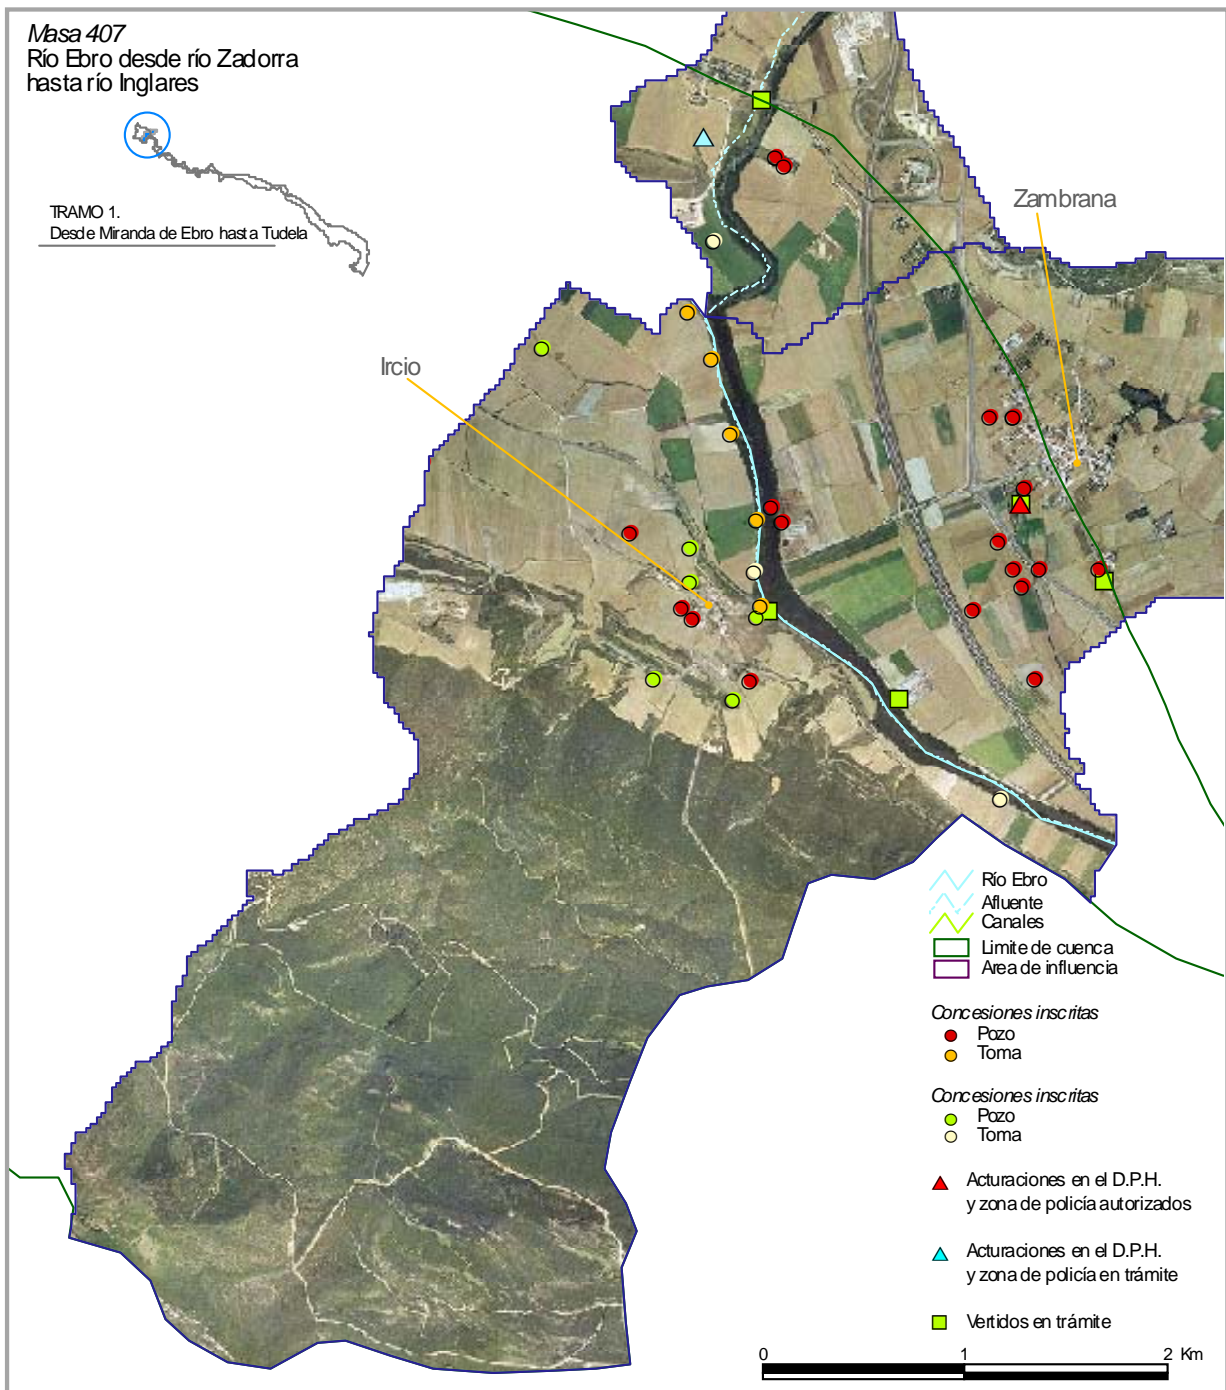 Masa 407
Río Ebro desde río Zadorra
hasta río Inglares
TRAMO 1.
Desde Miranda de Ebro hasta Tudela
Zambrana
Ircio
Río Ebro
Afluente
Canales
Limite de cuenca
Area de influencia
Concesiones inscritas
Pozo
Toma
Concesiones inscritas
Pozo
Toma
Acturaciones en el D.P.H.
y zona de policía autorizados
Acturaciones en el D.P.H.
y zona de policía en trámite
Vertidos en trámite
0 1 2 Km